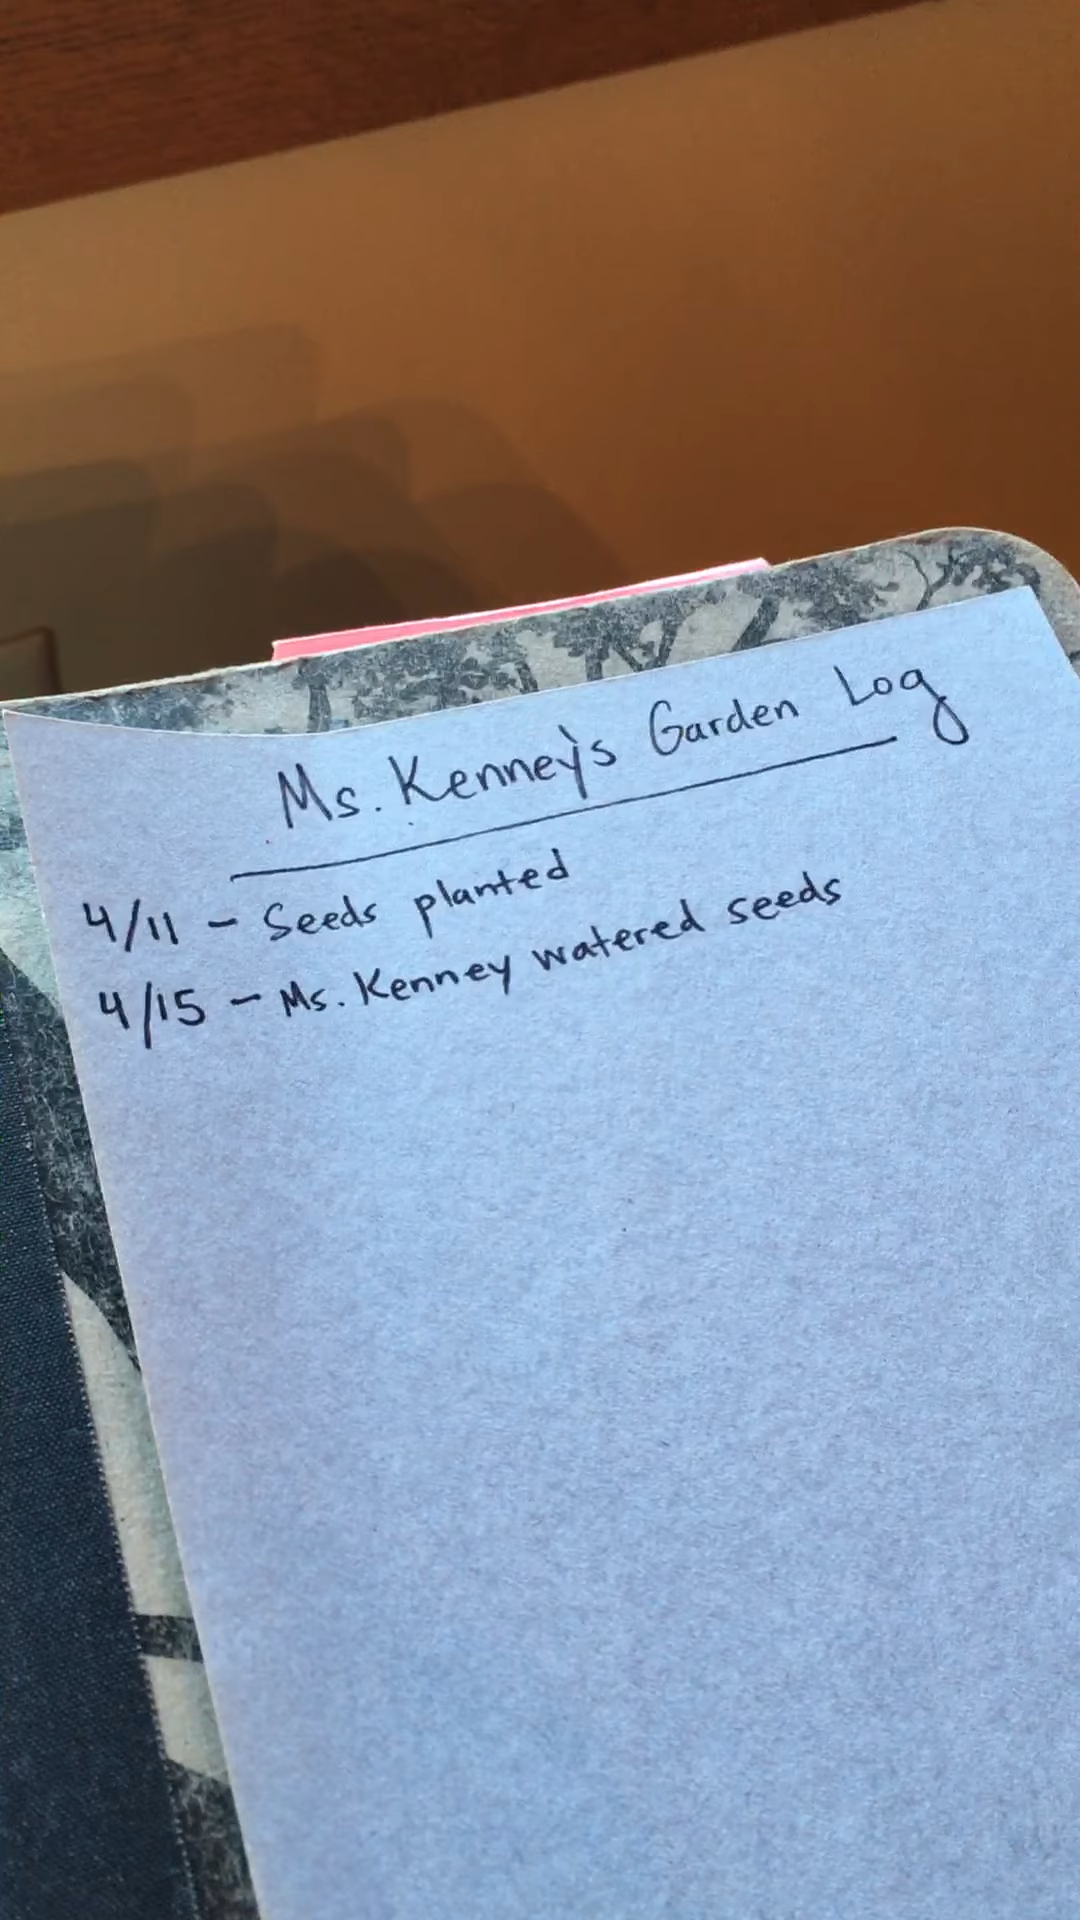 Ms. Kenney's Garden Log
4/11 - Seeds planted
4/15 - Ms. Kenney watered seeds